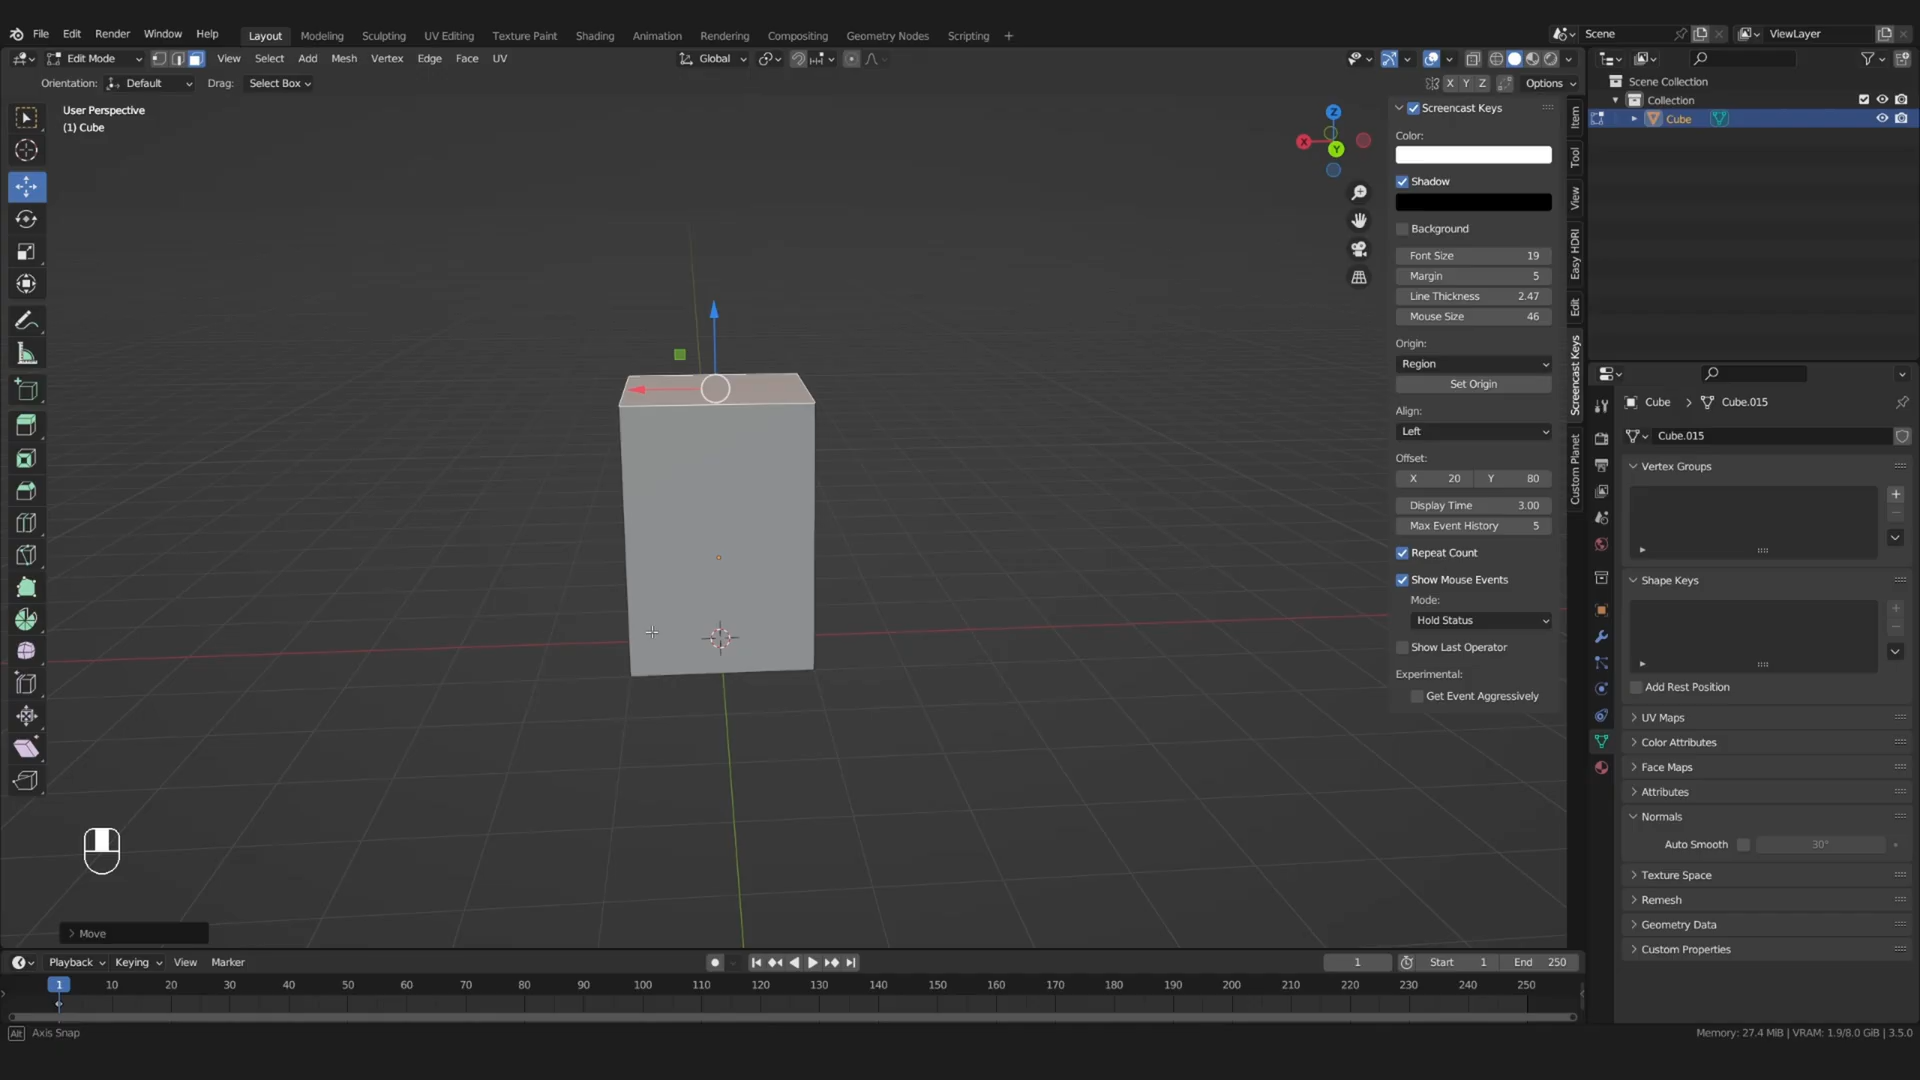 File Edit Render Window Help Layout Modeling Sculpting UV Editing Texture Paint Shading Animation Rendering Compositing Geometry Nodes Scripting + Scene ViewLayer
Edit Mode View Select Add Mesh Vertex Edge Face UV Global
Orientation: Default Drag: Select Box X Y Z Options
User Perspective
(1) Cube
Z
X
Y
Screencast Keys
Color:
Shadow
Background
Font Size 19
Margin 5
Line Thickness 2.47
Mouse Size 46
Origin:
Region
Set Origin
Align:
Left
Offset:
X 20 Y 80
Display Time 3.00
Max Event History 5
Repeat Count
Show Mouse Events
Mode:
Hold Status
Show Last Operator
Experimental:
Get Event Aggressively
Item
Tool
View
Easy HDRI
Edit
Screencast Keys
Custom Planet
Scene Collection
Collection
Cube
Cube > Cube.015
Cube.015
Vertex Groups
Shape Keys
Add Rest Position
UV Maps
Color Attributes
Face Maps
Attributes
Normals
Auto Smooth 30°
Texture Space
Remesh
Geometry Data
Custom Properties
Move
Playback Keying View Marker 1 Start 1 End 250
1 10 20 30 40 50 60 70 80 90 100 110 120 130 140 150 160 170 180 190 200 210 220 230 240 250
Alt Axis Snap Memory: 27.4 MiB | VRAM: 1.9/8.0 GiB | 3.5.0